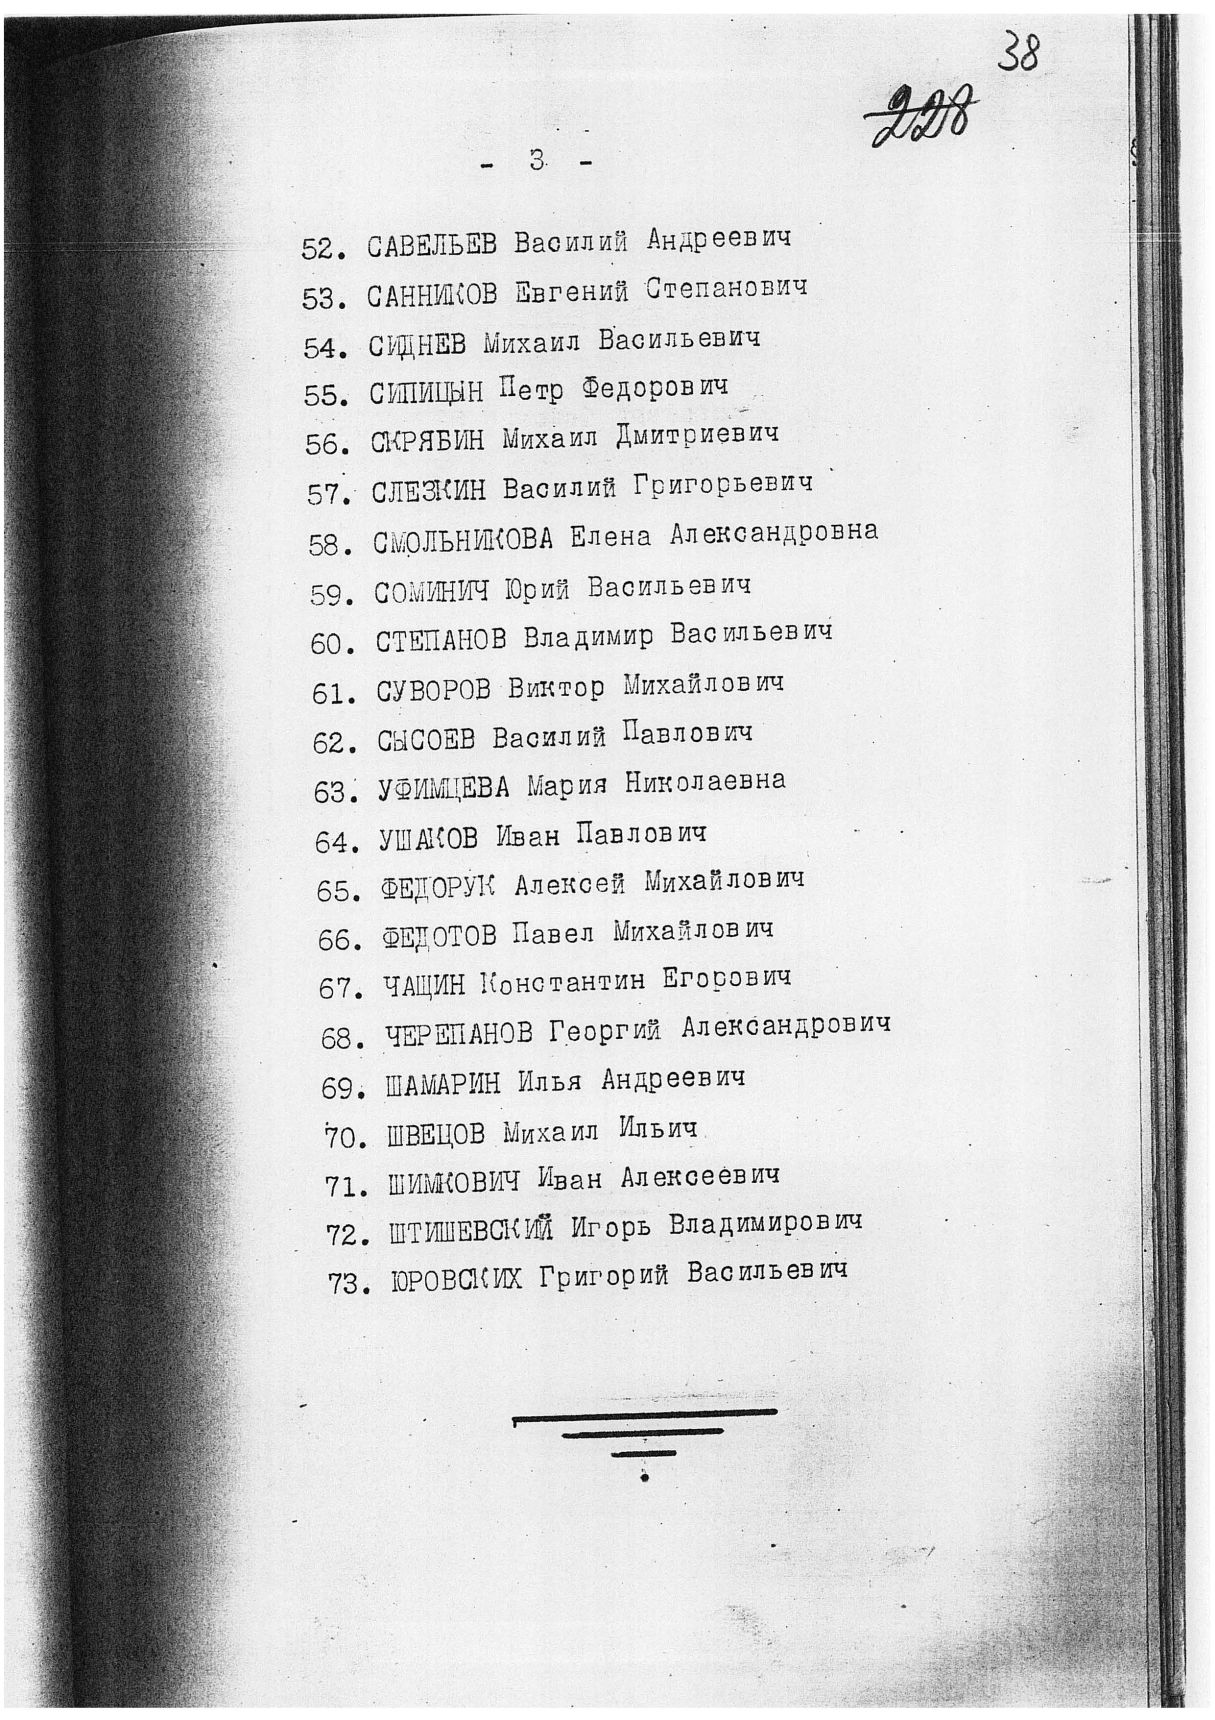 38
228
- 3 -
52. САВЕЛЬЕВ Василий Андреевич
53. САННИКОВ Евгений Степанович
54. СИДНЕВ Михаил Васильевич
55. СИПИЦЫН Петр Федорович
56. СКРЯБИН Михаил Дмитриевич
57. СЛЕЗКИН Василий Григорьевич
58. СМОЛЬНИКОВА Елена Александровна
59. СОМИНИЧ Юрий Васильевич
60. СТЕПАНОВ Владимир Васильевич
61. СУВОРОВ Виктор Михайлович
62. СЫСОЕВ Василий Павлович
63. УФИМЦЕВА Мария Николаевна
64. УШАКОВ Иван Павлович
65. ФЕДОРУК Алексей Михайлович
66. ФЕДОТОВ Павел Михайлович
67. ЧАЩИН Константин Егорович
68. ЧЕРЕПАНОВ Георгий Александрович
69. ШАМАРИН Илья Андреевич
70. ШВЕЦОВ Михаил Ильич
71. ШИМКОВИЧ Иван Алексеевич
72. ШТИШЕВСКИЙ Игорь Владимирович
73. ЮРОВСКИХ Григорий Васильевич